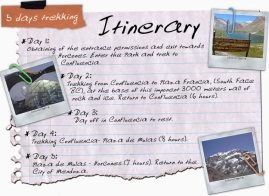 5 days trekking
Itinerary
Day 1:
Obtaining of the entrance permissions and exit towards
Horcones. Enter the Park and trek to
Confluencia.
Day 2:
Trekking from Confluencia to Plaza Francia, (South Face
BC), at the base of this imposent 3000 meters wall of
rock and ice. Return to Confluencia (6 hours).
Day 3:
Day off in Confluencia to rest.
Day 4:
Trekking Confluencia- Plaza de Mulas (8 hours).
Day 5:
Plaza de Mulas - Horcones (7 hours). Return to the
City of Mendoza.